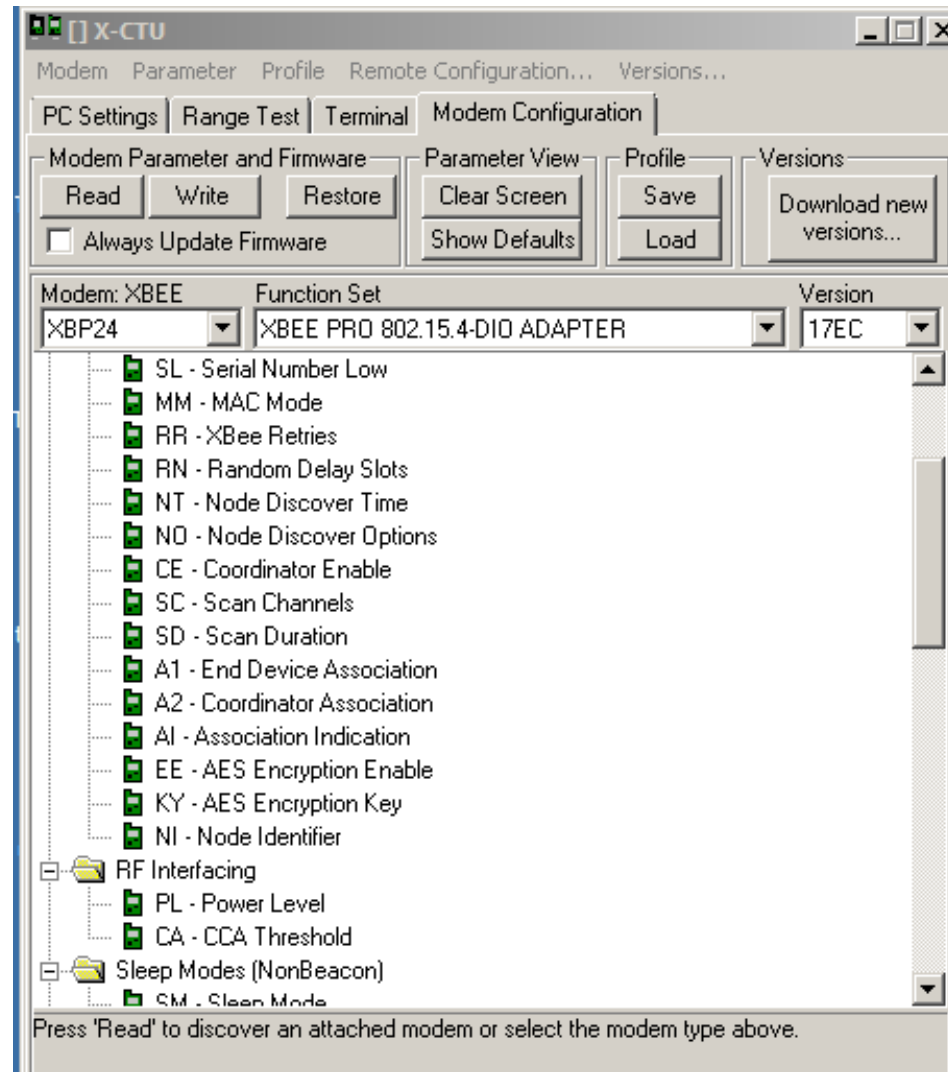 [] X-CTU
Modem Parameter Profile Remote Configuration... Versions...
PC Settings Range Test Terminal Modem Configuration
Modem Parameter and Firmware Parameter View Profile Versions
Read Write Restore Clear Screen Save Download new versions...
Always Update Firmware Show Defaults Load
Modem: XBEE Function Set Version
XBP24 XBEE PRO 802.15.4-DIO ADAPTER 17EC
SL - Serial Number Low
MM - MAC Mode
RR - XBee Retries
RN - Random Delay Slots
NT - Node Discover Time
NO - Node Discover Options
CE - Coordinator Enable
SC - Scan Channels
SD - Scan Duration
A1 - End Device Association
A2 - Coordinator Association
AI - Association Indication
EE - AES Encryption Enable
KY - AES Encryption Key
NI - Node Identifier
RF Interfacing
PL - Power Level
CA - CCA Threshold
Sleep Modes (NonBeacon)
SM - Sleep Mode
Press 'Read' to discover an attached modem or select the modem type above.